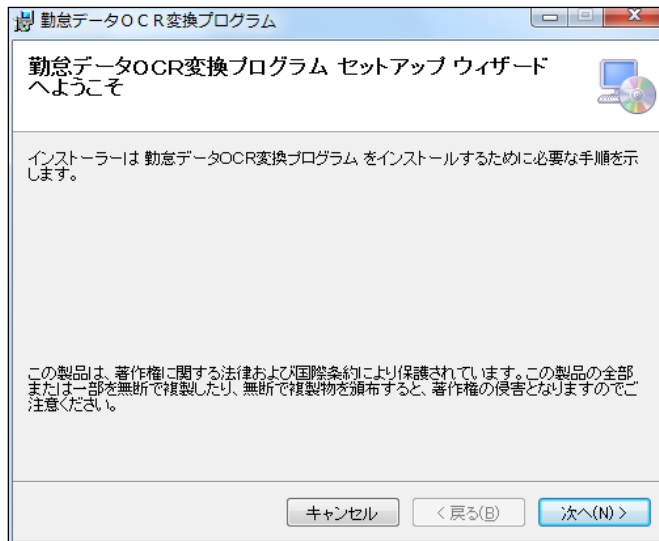 勤怠データＯＣＲ変換プログラム
勤怠データOCR変換プログラム セットアップ ウィザード
へようこそ
インストーラーは 勤怠データOCR変換プログラム をインストールするために必要な手順を示
します。
この製品は、著作権に関する法律および国際条約により保護されています。この製品の全部
または一部を無断で複製したり、無断で複製物を頒布すると、著作権の侵害となりますのでご
注意ください。
キャンセル
< 戻る(B)
次へ(N) >